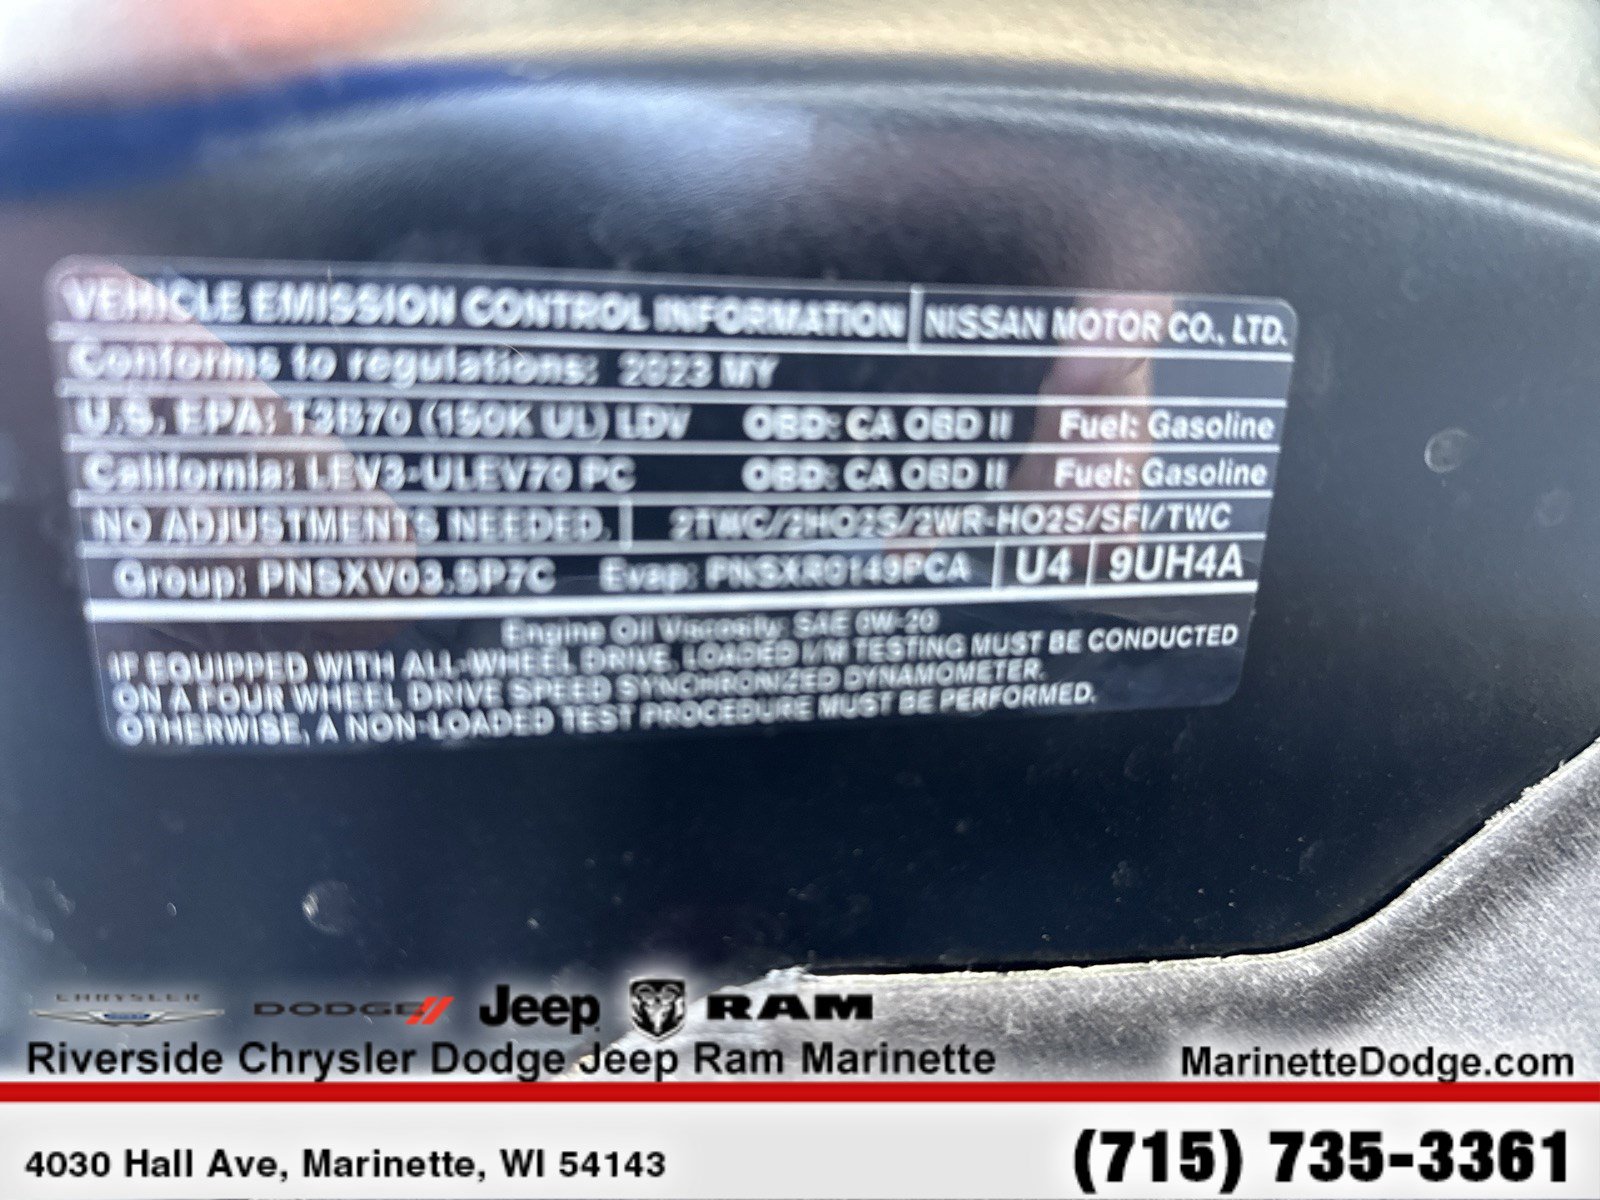 VEHICLE EMISSION CONTROL INFORMATION NISSAN MOTOR CO., LTD.
Conforms to regulations: 2023 MY
U.S. EPA: T3B70 (150K UL) LDV OBD: CA OBD II Fuel: Gasoline
California: LEV3-ULEV70 PC OBD: CA OBD II Fuel: Gasoline
NO ADJUSTMENTS NEEDED. 2TWC/2HO2S/2WR-HO2S/SFI/TWC
Group: PNSXV03.5P7C Evap: PNSXR0149PCA U4 9UH4A
Engine Oil Viscosity: SAE 0W-20
IF EQUIPPED WITH ALL-WHEEL DRIVE, LOADED I/M TESTING MUST BE CONDUCTED
ON A FOUR WHEEL DRIVE SPEED SYNCHRONIZED DYNAMOMETER.
OTHERWISE, A NON-LOADED TEST PROCEDURE MUST BE PERFORMED.
CHRYSLER DODGE Jeep RAM
Riverside Chrysler Dodge Jeep Ram Marinette MarinetteDodge.com
4030 Hall Ave, Marinette, WI 54143 (715) 735-3361